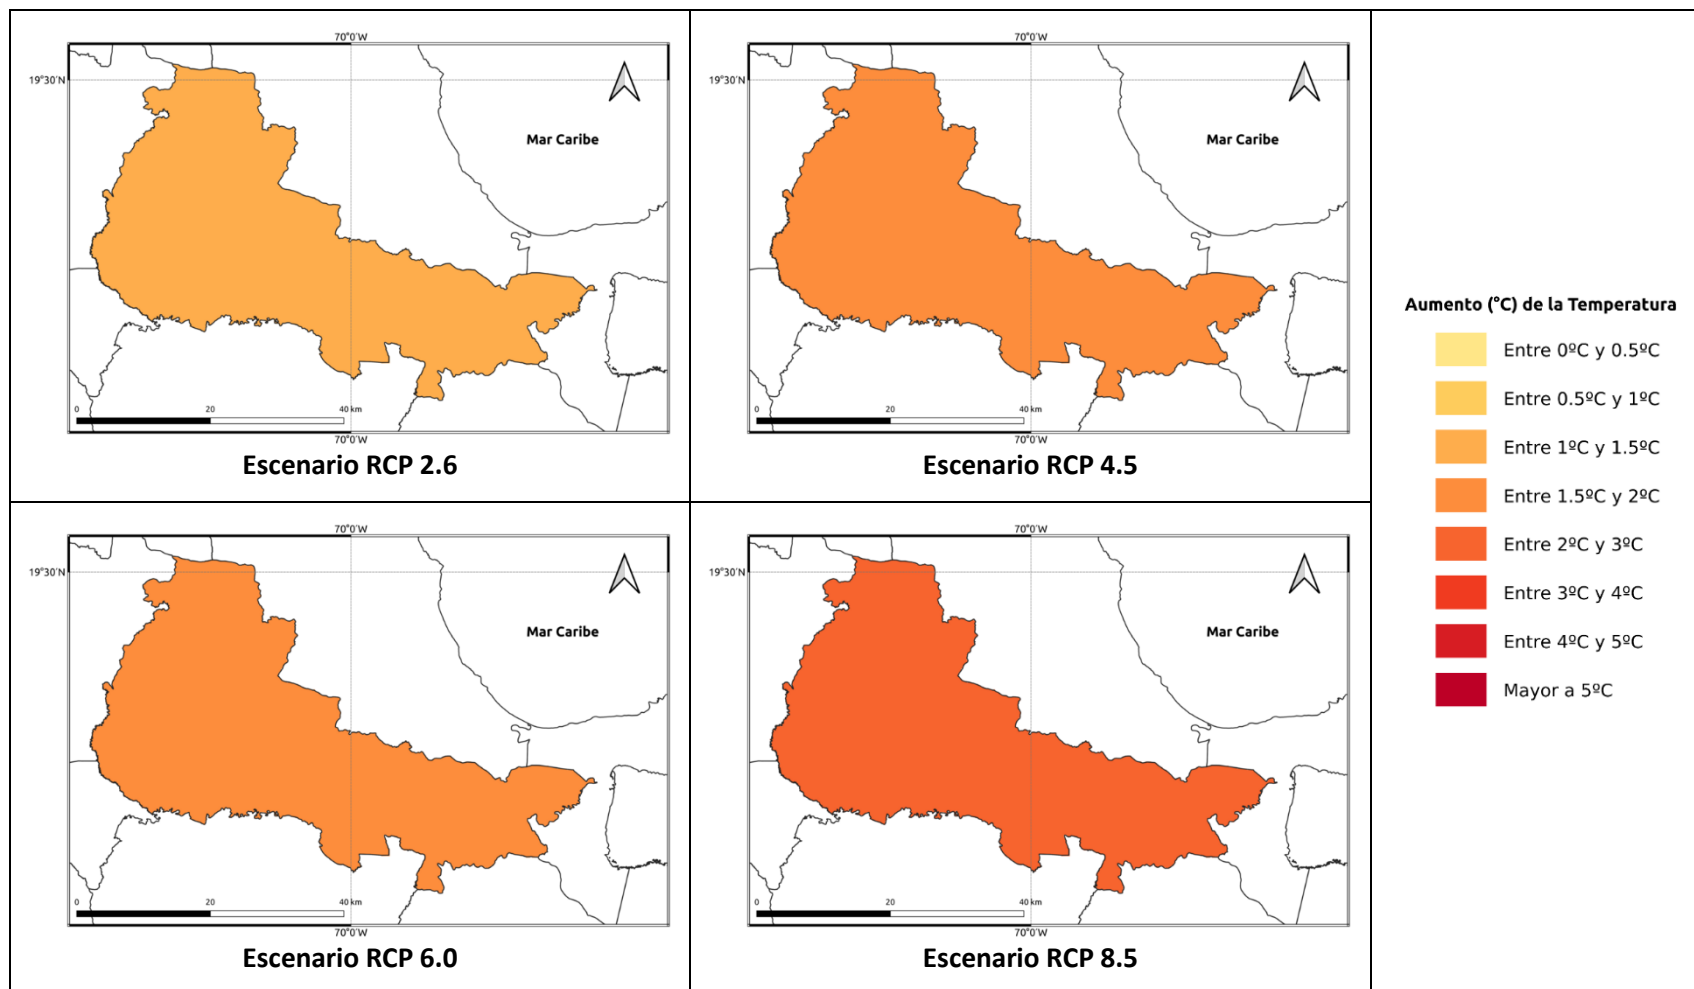 70°0'W
19°30'N
Mar Caribe
0 20 40 km
70°0'W
Escenario RCP 2.6
70°0'W
19°30'N
Mar Caribe
0 20 40 km
70°0'W
Escenario RCP 4.5
70°0'W
19°30'N
Mar Caribe
0 20 40 km
70°0'W
Escenario RCP 6.0
70°0'W
19°30'N
Mar Caribe
0 20 40 km
70°0'W
Escenario RCP 8.5
Aumento (°C) de la Temperatura
Entre 0ºC y 0.5ºC
Entre 0.5ºC y 1ºC
Entre 1ºC y 1.5ºC
Entre 1.5ºC y 2ºC
Entre 2ºC y 3ºC
Entre 3ºC y 4ºC
Entre 4ºC y 5ºC
Mayor a 5ºC